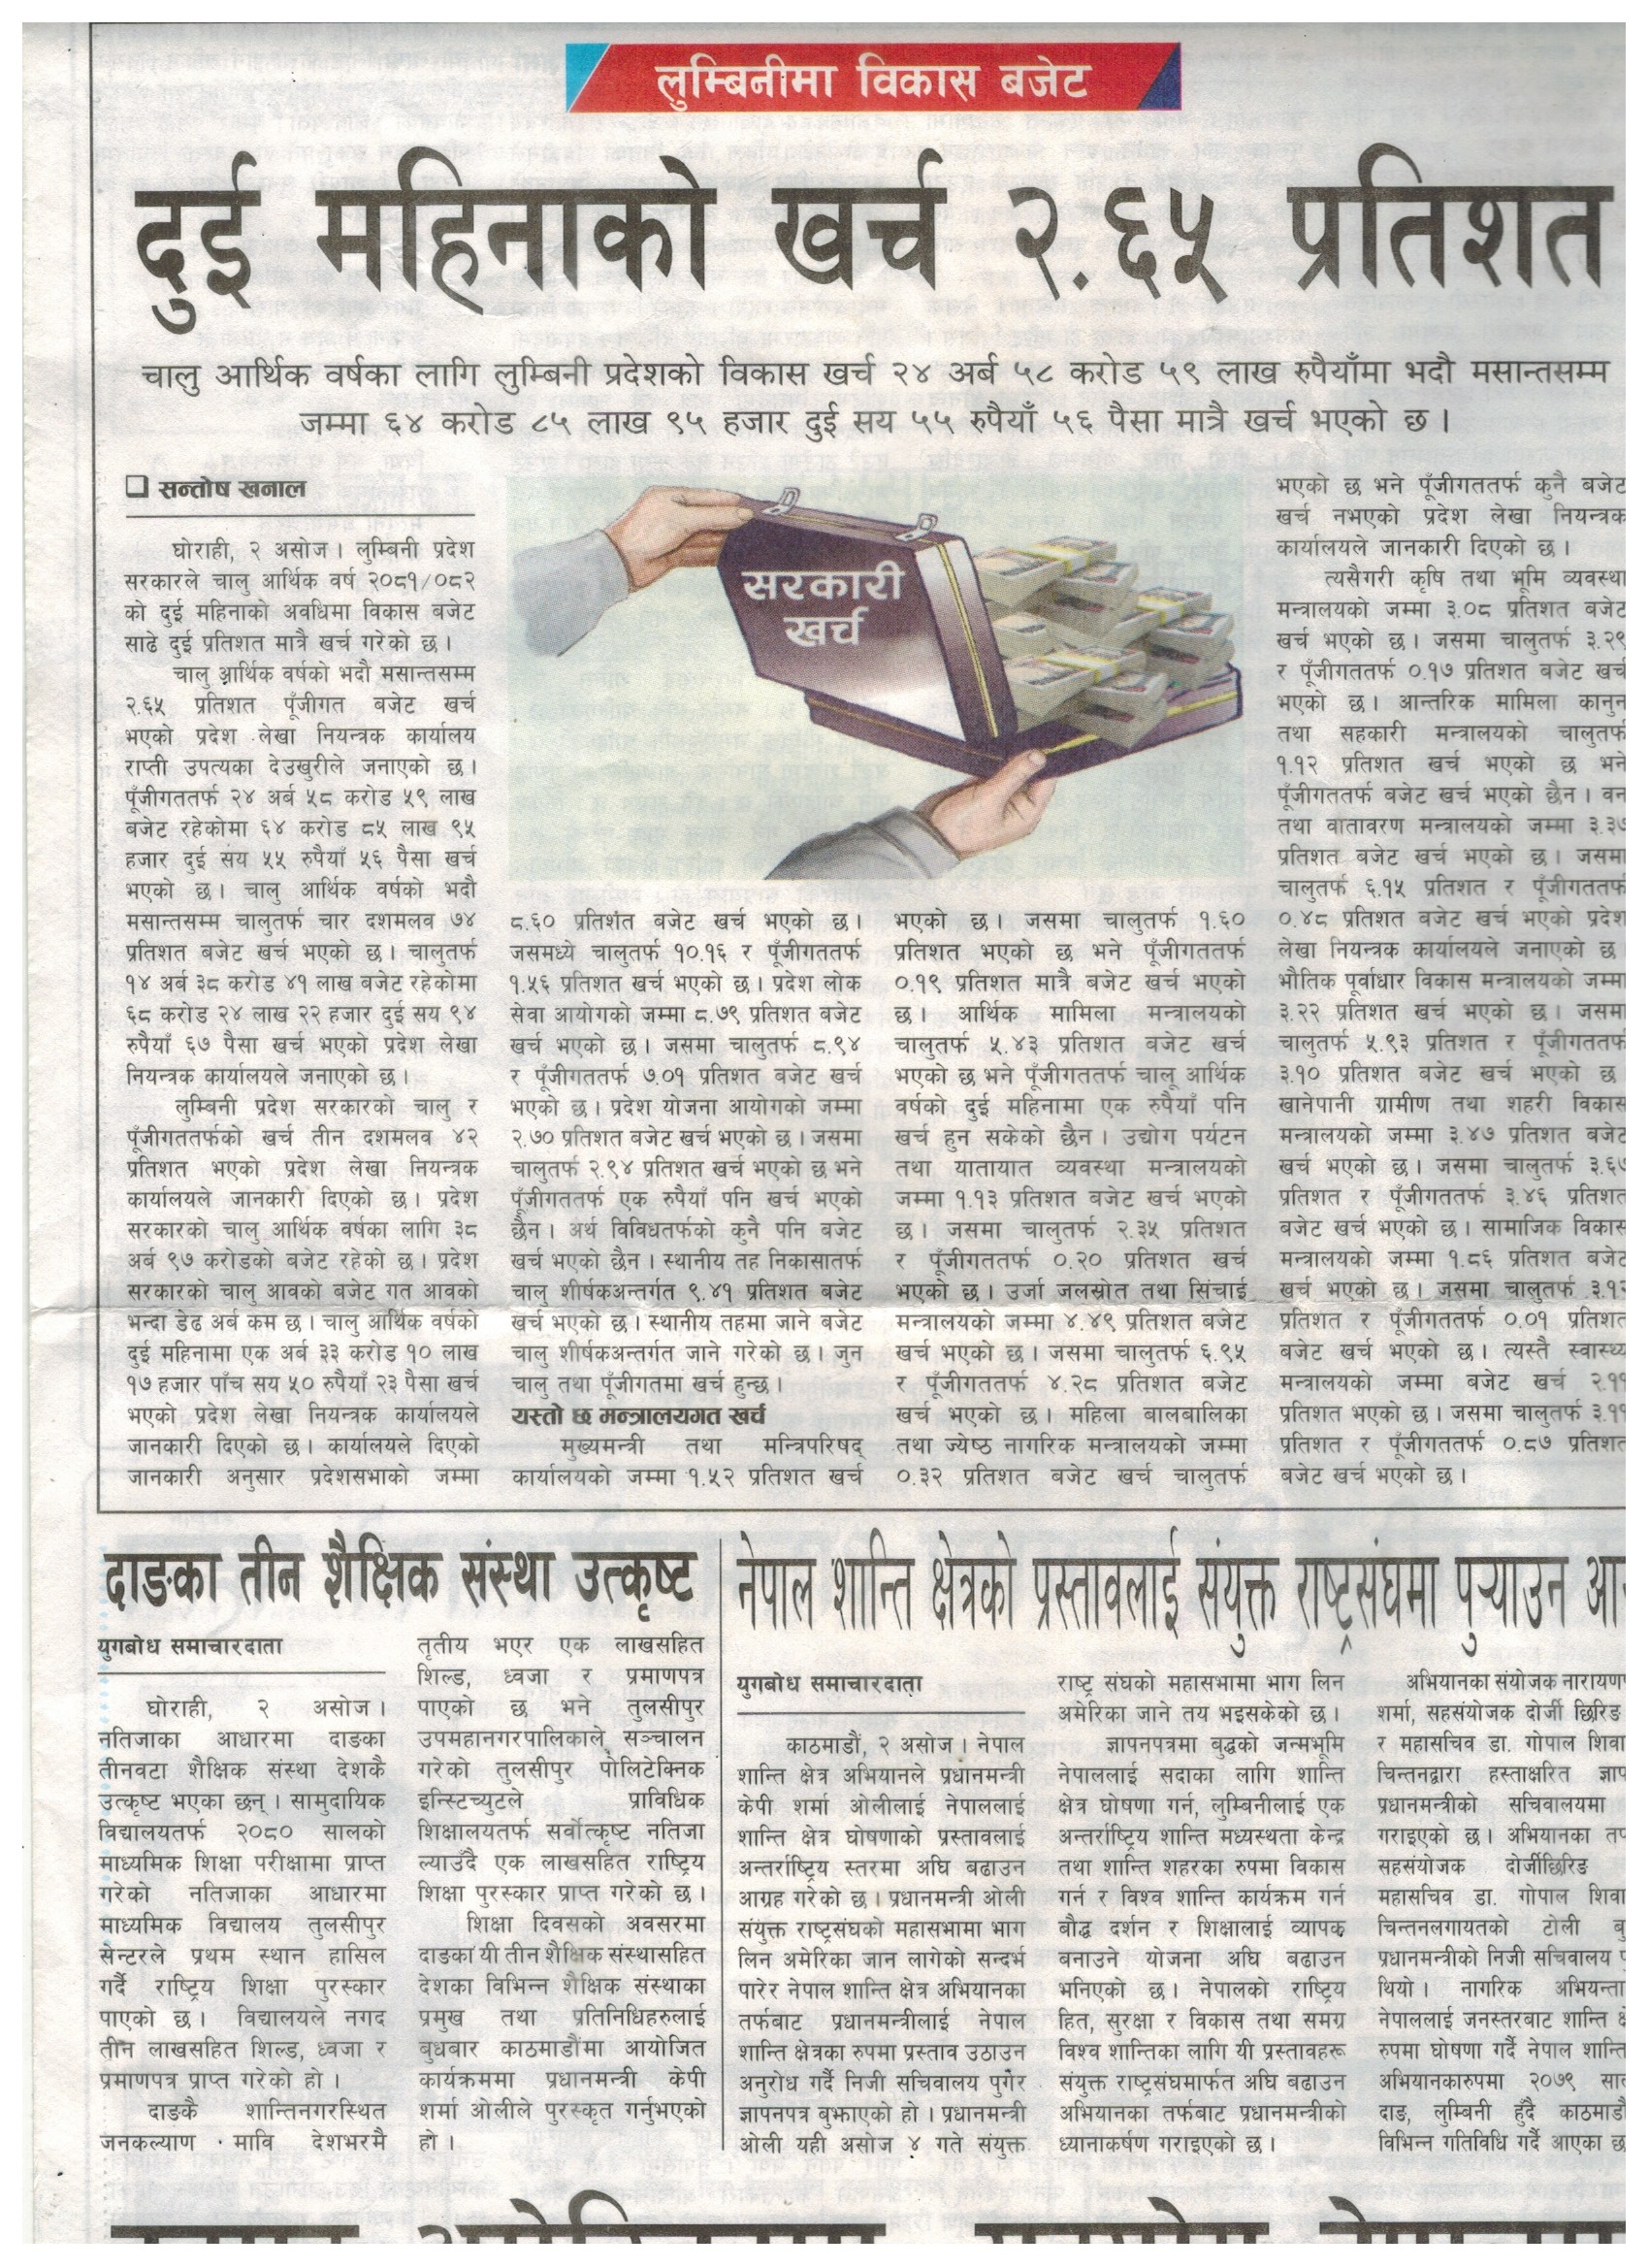 लुम्बिनीमा विकास बजेट
दुई महिनाको खर्च २.६५ प्रतिशत
चालु आर्थिक वर्षका लागि लुम्बिनी प्रदेशको विकास खर्च २४ अर्ब ५८ करोड ५९ लाख रुपैयाँमा भदौ मसान्तसम्म
जम्मा ६४ करोड ८५ लाख ९५ हजार दुई सय ५५ रुपैयाँ ५६ पैसा मात्रै खर्च भएको छ ।
सन्तोष खनाल
घोराही, २ असोज । लुम्बिनी प्रदेश
सरकारले चालु आर्थिक वर्ष २०८१/०८२
को दुई महिनाको अवधिमा विकास बजेट
साढे दुई प्रतिशत मात्रै खर्च गरेको छ ।
चालु आर्थिक वर्षको भदौ मसान्तसम्म
२.६५ प्रतिशत पूँजीगत बजेट खर्च
भएको प्रदेश लेखा नियन्त्रक कार्यालय
राप्ती उपत्यका देउखुरीले जनाएको छ ।
पूँजीगततर्फ २४ अर्ब ५८ करोड ५९ लाख
बजेट रहेकोमा ६४ करोड ८५ लाख ९५
हजार दुई सय ५५ रुपैयाँ ५६ पैसा खर्च
भएको छ । चालु आर्थिक वर्षको भदौ
मसान्तसम्म चालुतर्फ चार दशमलव ७४
प्रतिशत बजेट खर्च भएको छ । चालुतर्फ
१४ अर्ब ३८ करोड ४१ लाख बजेट रहेकोमा
६८ करोड २४ लाख २२ हजार दुई सय ९४
रुपैयाँ ६७ पैसा खर्च भएको प्रदेश लेखा
नियन्त्रक कार्यालयले जनाएको छ ।
लुम्बिनी प्रदेश सरकारको चालु र
पूँजीगततर्फको खर्च तीन दशमलव ४२
प्रतिशत भएको प्रदेश लेखा नियन्त्रक
कार्यालयले जानकारी दिएको छ । प्रदेश
सरकारको चालु आर्थिक वर्षका लागि ३८
अर्ब ९७ करोडको बजेट रहेको छ । प्रदेश
सरकारको चालु आवको बजेट गत आवको
भन्दा डेढ अर्ब कम छ । चालु आर्थिक वर्षको
दुई महिनामा एक अर्ब ३३ करोड १० लाख
१७ हजार पाँच सय ५० रुपैयाँ २३ पैसा खर्च
भएको प्रदेश लेखा नियन्त्रक कार्यालयले
जानकारी दिएको छ । कार्यालयले दिएको
जानकारी अनुसार प्रदेशसभाको जम्मा
सरकारी
खर्च
८.६० प्रतिशत बजेट खर्च भएको छ ।
जसमध्ये चालुतर्फ १०.१६ र पूँजीगततर्फ
१.५६ प्रतिशत खर्च भएको छ । प्रदेश लोक
सेवा आयोगको जम्मा ८.७९ प्रतिशत बजेट
खर्च भएको छ । जसमा चालुतर्फ ८.९४
र पूँजीगततर्फ ७.०१ प्रतिशत बजेट खर्च
भएको छ । प्रदेश योजना आयोगको जम्मा
२.७० प्रतिशत बजेट खर्च भएको छ । जसमा
चालुतर्फ २.९४ प्रतिशत खर्च भएको छ भने
पूँजीगततर्फ एक रुपैयाँ पनि खर्च भएको
छैन । अर्थ विविधतर्फको कुनै पनि बजेट
खर्च भएको छैन । स्थानीय तह निकासातर्फ
चालु शीर्षकअन्तर्गत ९.४१ प्रतिशत बजेट
खर्च भएको छ । स्थानीय तहमा जाने बजेट
चालु शीर्षकअन्तर्गत जाने गरेको छ । जुन
चालु तथा पूँजीगतमा खर्च हुन्छ ।
यस्तो छ मन्त्रालयगत खर्च
मुख्यमन्त्री तथा मन्त्रिपरिषद्
कार्यालयको जम्मा १.५२ प्रतिशत खर्च
भएको छ । जसमा चालुतर्फ १.६०
प्रतिशत भएको छ भने पूँजीगततर्फ
०.१९ प्रतिशत मात्रै बजेट खर्च भएको
छ । आर्थिक मामिला मन्त्रालयको
चालुतर्फ ५.४३ प्रतिशत बजेट खर्च
भएको छ भने पूँजीगततर्फ चालू आर्थिक
वर्षको दुई महिनामा एक रुपैयाँ पनि
खर्च हुन सकेको छैन । उद्योग पर्यटन
तथा यातायात व्यवस्था मन्त्रालयको
जम्मा १.१३ प्रतिशत बजेट खर्च भएको
छ । जसमा चालुतर्फ २.३५ प्रतिशत
र पूँजीगततर्फ ०.२० प्रतिशत खर्च
भएको छ । उर्जा जलस्रोत तथा सिंचाई
मन्त्रालयको जम्मा ४.४९ प्रतिशत बजेट
खर्च भएको छ । जसमा चालुतर्फ ६.९५
र पूँजीगततर्फ ४.२८ प्रतिशत बजेट
खर्च भएको छ । महिला बालबालिका
तथा ज्येष्ठ नागरिक मन्त्रालयको जम्मा
०.३२ प्रतिशत बजेट खर्च चालुतर्फ
भएको छ भने पूँजीगततर्फ कुनै बजेट
खर्च नभएको प्रदेश लेखा नियन्त्रक
कार्यालयले जानकारी दिएको छ ।
त्यसैगरी कृषि तथा भूमि व्यवस्था
मन्त्रालयको जम्मा ३.०८ प्रतिशत बजेट
खर्च भएको छ । जसमा चालुतर्फ ३.२९
र पूँजीगततर्फ ०.१७ प्रतिशत बजेट खर्च
भएको छ । आन्तरिक मामिला कानुन
तथा सहकारी मन्त्रालयको चालुतर्फ
१.१२ प्रतिशत खर्च भएको छ भने
पूँजीगततर्फ बजेट खर्च भएको छैन । वन
तथा वातावरण मन्त्रालयको जम्मा ३.३७
प्रतिशत बजेट खर्च भएको छ । जसमा
चालुतर्फ ६.१५ प्रतिशत र पूँजीगततर्फ
०.४८ प्रतिशत बजेट खर्च भएको प्रदेश
लेखा नियन्त्रक कार्यालयले जनाएको छ
भौतिक पूर्वाधार विकास मन्त्रालयको जम्मा
३.२२ प्रतिशत खर्च भएको छ । जसमा
चालुतर्फ ५.९३ प्रतिशत र पूँजीगततर्फ
३.१० प्रतिशत बजेट खर्च भएको छ
खानेपानी ग्रामीण तथा शहरी विकास
मन्त्रालयको जम्मा ३.४७ प्रतिशत बजेट
खर्च भएको छ । जसमा चालुतर्फ ३.६७
प्रतिशत र पूँजीगततर्फ ३.४६ प्रतिशत
बजेट खर्च भएको छ । सामाजिक विकास
मन्त्रालयको जम्मा १.८६ प्रतिशत बजेट
खर्च भएको छ । जसमा चालुतर्फ ३.१२
प्रतिशत र पूँजीगततर्फ ०.०१ प्रतिशत
बजेट खर्च भएको छ । त्यस्तै स्वास्थ्य
मन्त्रालयको जम्मा बजेट खर्च २.११
प्रतिशत भएको छ । जसमा चालुतर्फ ३.११
प्रतिशत र पूँजीगततर्फ ०.८७ प्रतिशत
बजेट खर्च भएको छ ।
दाङका तीन शैक्षिक संस्था उत्कृष्ट
युगबोध समाचारदाता
घोराही, २ असोज ।
नतिजाका आधारमा दाङका
तीनवटा शैक्षिक संस्था देशकै
उत्कृष्ट भएका छन् । सामुदायिक
विद्यालयतर्फ २०८० सालको
माध्यमिक शिक्षा परीक्षामा प्राप्त
गरेको नतिजाका आधारमा
माध्यमिक विद्यालय तुलसीपुर
सेन्टरले प्रथम स्थान हासिल
गर्दै राष्ट्रिय शिक्षा पुरस्कार
पाएको छ । विद्यालयले नगद
तीन लाखसहित शिल्ड, ध्वजा र
प्रमाणपत्र प्राप्त गरेको हो ।
दाङकै शान्तिनगरस्थित
जनकल्याण मावि देशभरमै
तृतीय भएर एक लाखसहित
शिल्ड, ध्वजा र प्रमाणपत्र
पाएको छ भने तुलसीपुर
उपमहानगरपालिकाले सञ्चालन
गरेको तुलसीपुर पोलिटेक्निक
इन्स्टिच्युटले प्राविधिक
शिक्षालयतर्फ सर्वोत्कृष्ट नतिजा
ल्याउँदै एक लाखसहित राष्ट्रिय
शिक्षा पुरस्कार प्राप्त गरेको छ ।
शिक्षा दिवसको अवसरमा
दाङका यी तीन शैक्षिक संस्थासहित
देशका विभिन्न शैक्षिक संस्थाका
प्रमुख तथा प्रतिनिधिहरुलाई
बुधबार काठमाडौंमा आयोजित
कार्यक्रममा प्रधानमन्त्री केपी
शर्मा ओलीले पुरस्कृत गर्नुभएको
हो ।
नेपाल शान्ति क्षेत्रको प्रस्तावलाई संयुक्त राष्ट्रसंघमा पुर्‍याउन
युगबोध समाचारदाता
काठमाडौं, २ असोज । नेपाल
शान्ति क्षेत्र अभियानले प्रधानमन्त्री
केपी शर्मा ओलीलाई नेपाललाई
शान्ति क्षेत्र घोषणाको प्रस्तावलाई
अन्तर्राष्ट्रिय स्तरमा अघि बढाउन
आग्रह गरेको छ । प्रधानमन्त्री ओली
संयुक्त राष्ट्रसंघको महासभामा भाग
लिन अमेरिका जान लागेको सन्दर्भ
पारेर नेपाल शान्ति क्षेत्र अभियानका
तर्फबाट प्रधानमन्त्रीलाई नेपाल
शान्ति क्षेत्रका रुपमा प्रस्ताव उठाउन
अनुरोध गर्दै निजी सचिवालय पुगेर
ज्ञापनपत्र बुझाएको हो । प्रधानमन्त्री
ओली यही असोज ४ गते संयुक्त
राष्ट्र संघको महासभामा भाग लिन
अमेरिका जाने तय भइसकेको छ ।
ज्ञापनपत्रमा बुद्धको जन्मभूमि
नेपाललाई सदाका लागि शान्ति
क्षेत्र घोषणा गर्न, लुम्बिनीलाई एक
अन्तर्राष्ट्रिय शान्ति मध्यस्थता केन्द्र
तथा शान्ति शहरका रुपमा विकास
गर्न र विश्व शान्ति कार्यक्रम गर्न
बौद्ध दर्शन र शिक्षालाई व्यापक
बनाउने योजना अघि बढाउन
भनिएको छ । नेपालको राष्ट्रिय
हित, सुरक्षा र विकास तथा समग्र
विश्व शान्तिका लागि यी प्रस्तावहरू
संयुक्त राष्ट्रसंघमार्फत अघि बढाउन
अभियानका तर्फबाट प्रधानमन्त्रीको
ध्यानाकर्षण गराइएको छ ।
अभियानका संयोजक
शर्मा, सहसंयोजक दोर्जी छिरिङ
र महासचिव डा. गोपाल
चिन्तनद्वारा हस्ताक्षरित
प्रधानमन्त्रीको सचिवालयमा
गराइएको छ । अभियानका
सहसंयोजक दोर्जीछिरिङ
महासचिव डा. गोपाल
चिन्तनलगायतको टोली
प्रधानमन्त्रीको निजी सचिवालय
थियो । नागरिक
नेपाललाई जनस्तरबाट शान्ति
रुपमा घोषणा गर्दै नेपाल शान्ति
अभियानकारुपमा २०७९
दाङ, लुम्बिनी हुँदै
विभिन्न गतिविधि गर्दै आएका